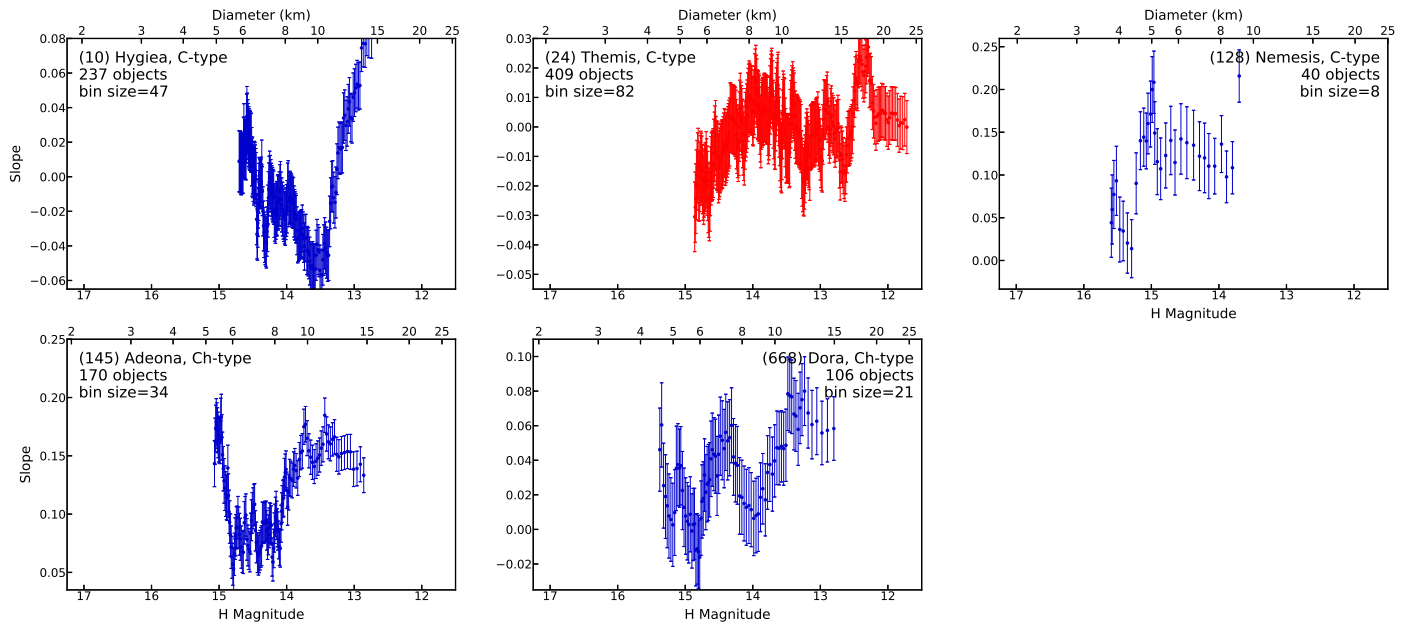 Diameter (km)
5 6 8 10 15 20 25
(10) Hygiea, C-type
237 objects
bin size=47
0.08
0.06
0.04
0.02
0.00
−0.02
−0.04
−0.06
Slope
17 16 15 14 13 12
Diameter (km)
2 3 4 5 6 8 10 15 20 25
(24) Themis, C-type
409 objects
bin size=82
0.03
0.02
0.01
0.00
−0.01
−0.02
−0.03
−0.04
−0.05
17 16 15 14 13 12
Diameter (km)
2 3 4 5 6 8 10 15 20 25
(128) Nemesis, C-type
40 objects
bin size=8
0.25
0.20
0.15
0.10
0.05
0.00
17 16 15 14 13 12
H Magnitude
2 3 4 5 6 8 10 15 20 25
(145) Adeona, Ch-type
170 objects
bin size=34
0.25
0.20
0.15
0.10
0.05
Slope
17 16 15 14 13 12
H Magnitude
2 3 4 5 6 8 10 15 20 25
(668) Dora, Ch-type
106 objects
bin size=21
0.10
0.08
0.06
0.04
0.02
0.00
−0.02
17 16 15 14 13 12
H Magnitude